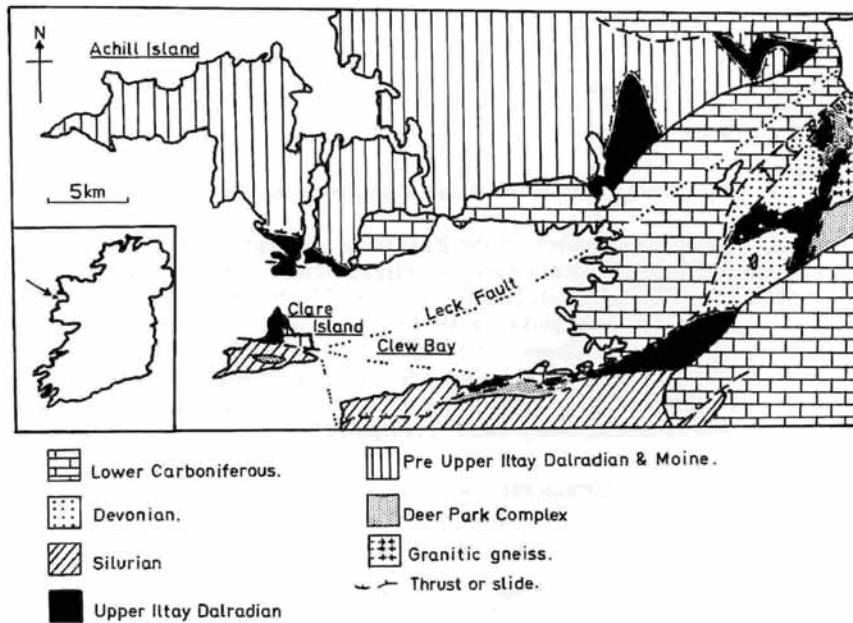 Achill Island
N
5km
Leck Fault
Clare
Island
Clew Bay
Lower Carboniferous.
Devonian.
Silurian
Upper Iltay Dalradian
Pre Upper Iltay Dalradian & Moine.
Deer Park Complex
Granitic gneiss.
Thrust or slide.